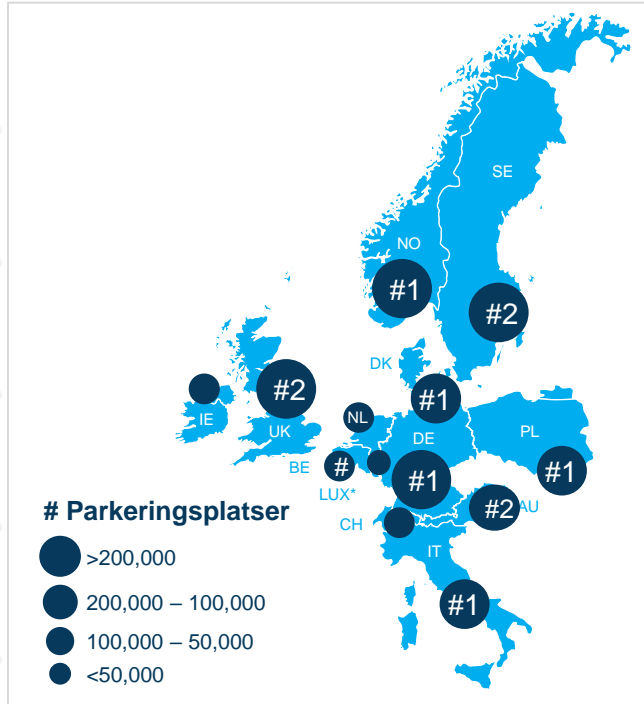 SE
NO
#1
#2
DK
#1
#2
IE
UK
NL
DE
PL
BE
#
#1
#1
LUX*
#2
AU
CH
IT
#1
# Parkeringsplatser
>200,000
200,000 – 100,000
100,000 – 50,000
<50,000